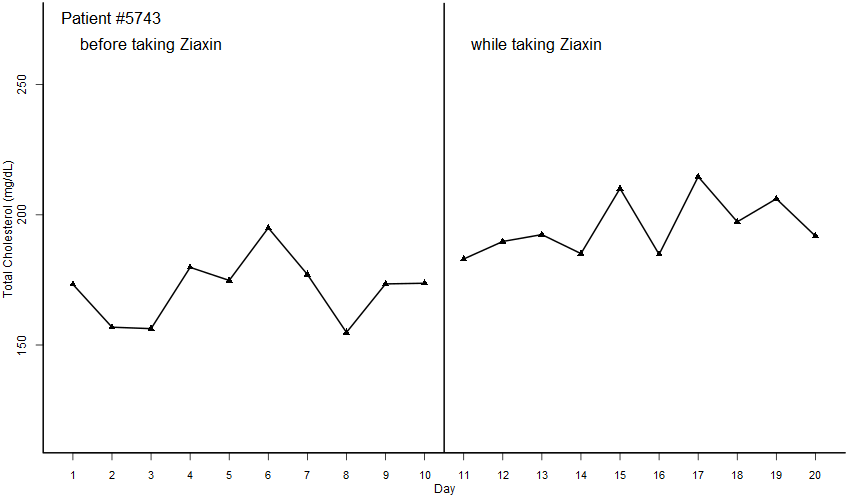 Patient #5743
before taking Ziaxin
while taking Ziaxin
250
200
150
Total Cholesterol (mg/dL)
1 2 3 4 5 6 7 8 9 10 11 12 13 14 15 16 17 18 19 20
Day